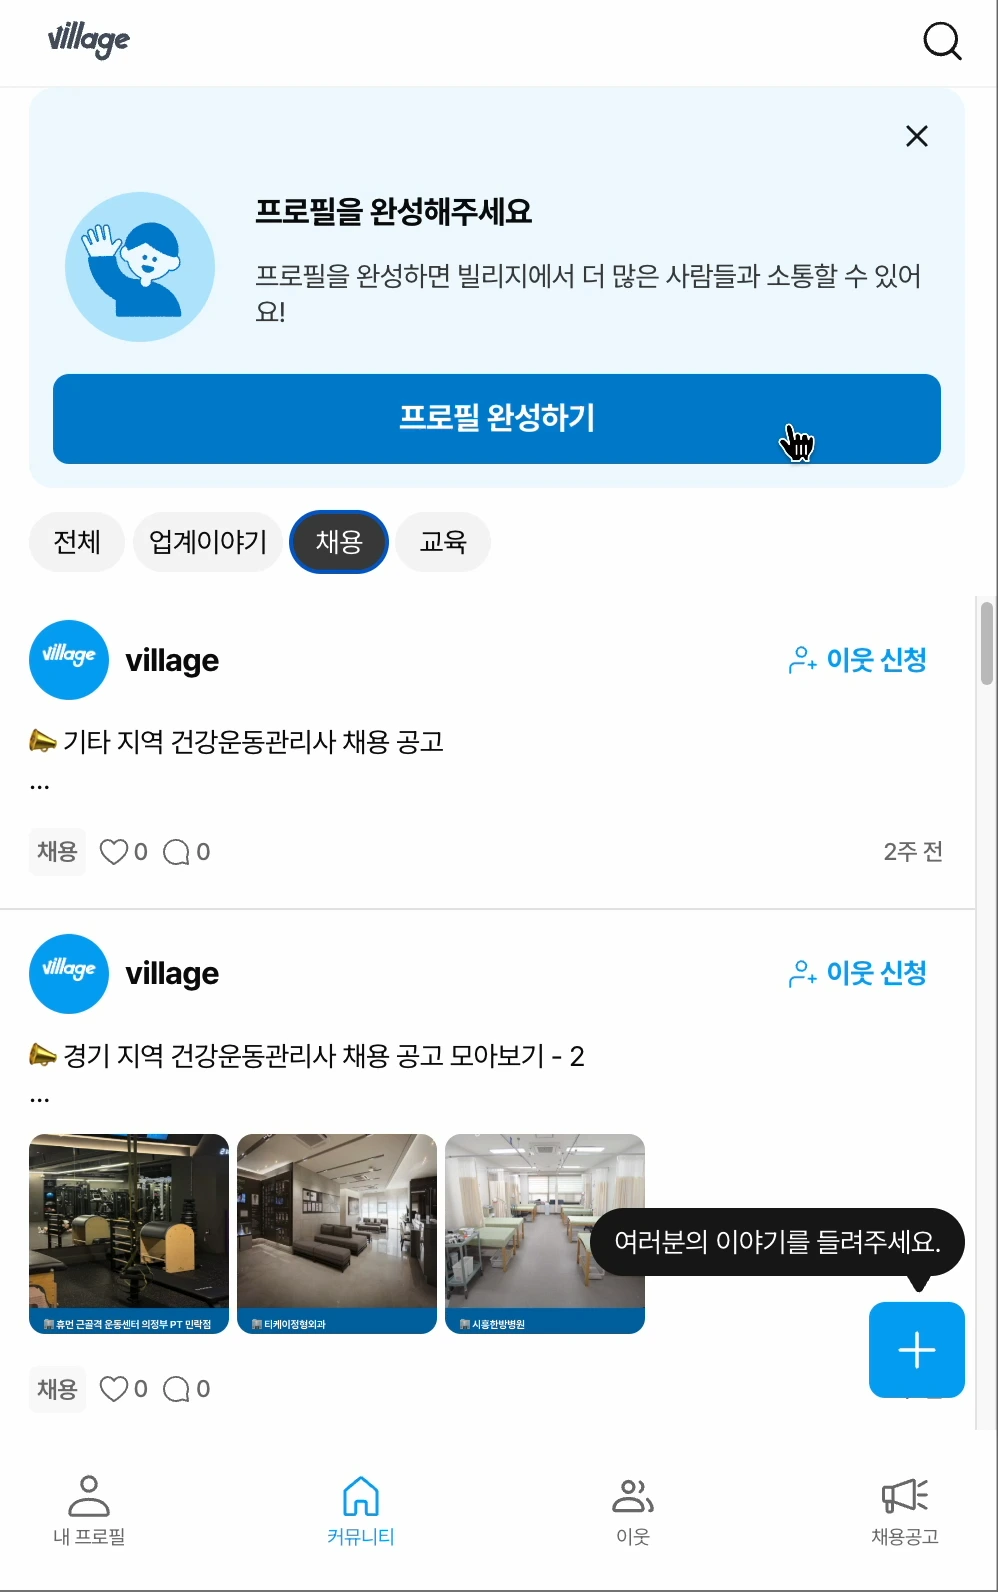 village
프로필을 완성해주세요
프로필을 완성하면 빌리지에서 더 많은 사람들과 소통할 수 있어
요!
프로필 완성하기
전체 업계이야기 채용 교육
village
village 이웃 신청
📣 기타 지역 건강운동관리사 채용 공고
...
채용 0 0 2주 전
village
village 이웃 신청
📣 경기 지역 건강운동관리사 채용 공고 모아보기 - 2
...
여러분의 이야기를 들려주세요.
🏢 휴먼 근골격 운동센터 의정부 PT 민락점
🏢 티케이정형외과
🏢 시흥한방병원
채용 0 0
내 프로필 커뮤니티 이웃 채용공고